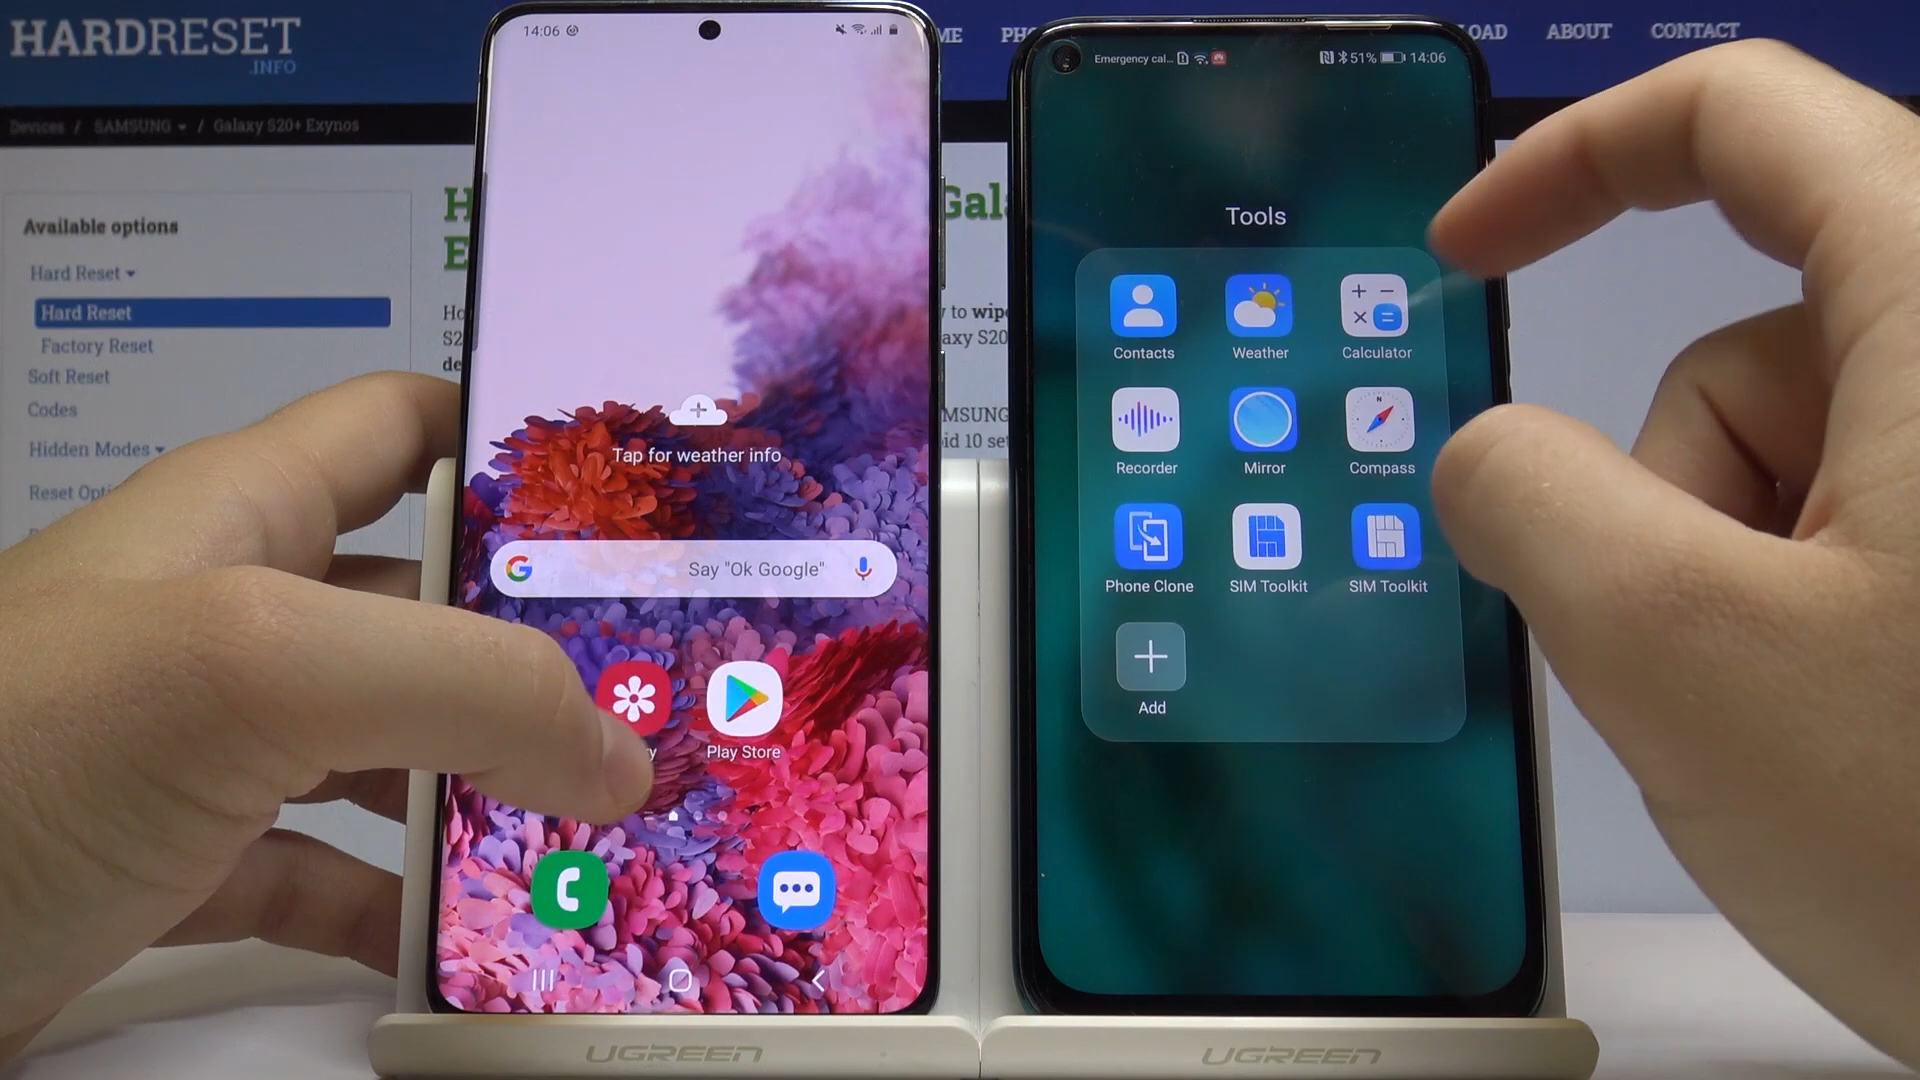 HARDRESET
.INFO
ABOUT
CONTACT
Devices / SAMSUNG / Galaxy S20+ Exynos
Available options
Hard Reset
Hard Reset
Factory Reset
Soft Reset
Codes
Hidden Modes
14:06
Tap for weather info
G
Say "Ok Google"
Play Store
Emergency cal...
51%
14:06
Tools
Contacts
Weather
Calculator
Recorder
Mirror
Compass
Phone Clone
SIM Toolkit
SIM Toolkit
Add
UGREEN
UGREEN